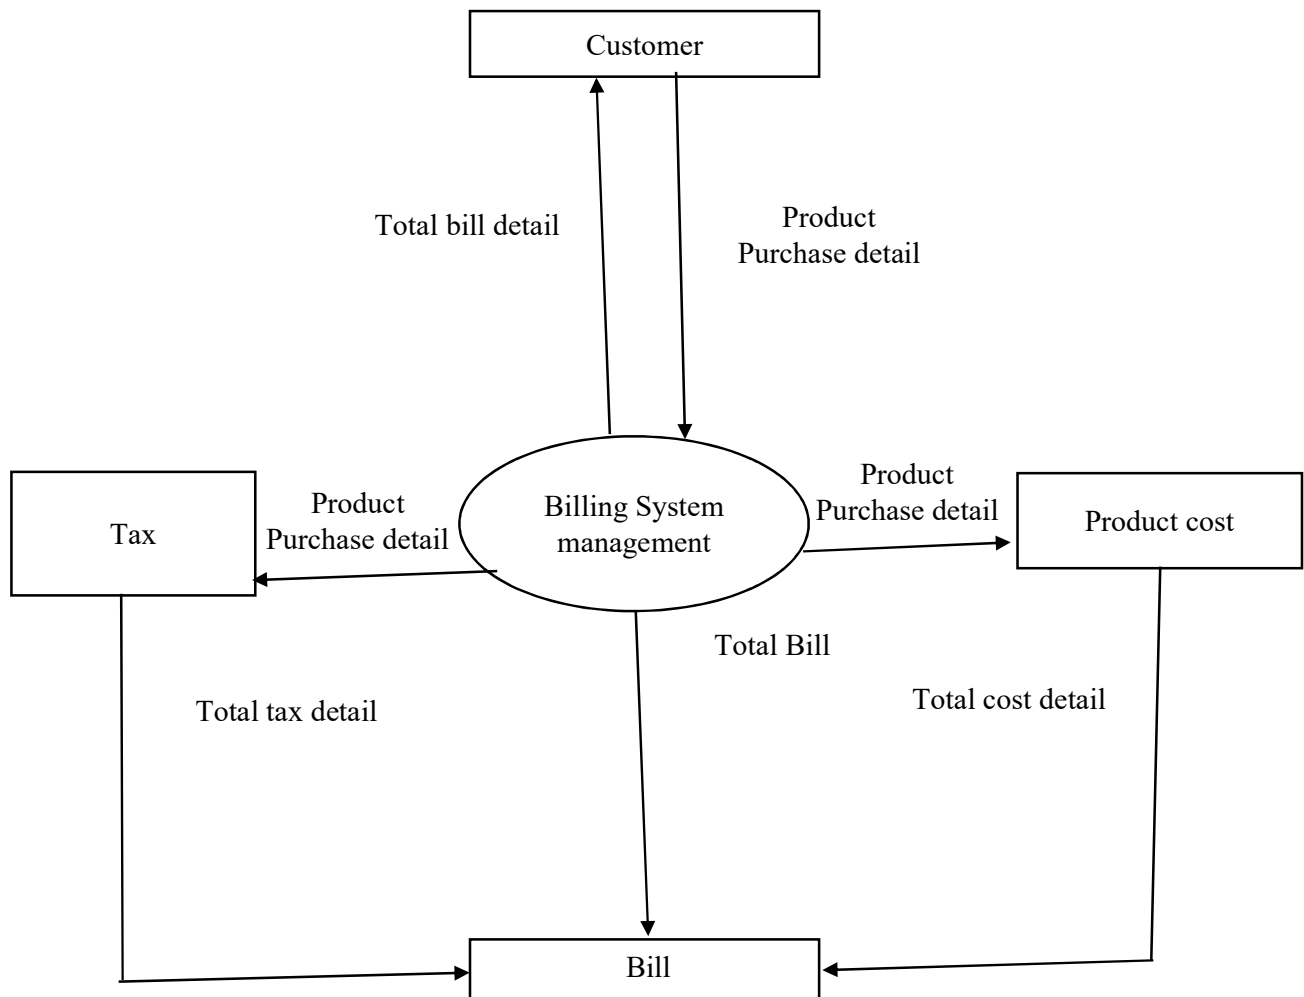 Customer
Total bill detail
Product
Purchase detail
Tax
Product
Purchase detail
Billing System
management
Product
Purchase detail
Product cost
Total Bill
Total tax detail
Total cost detail
Bill